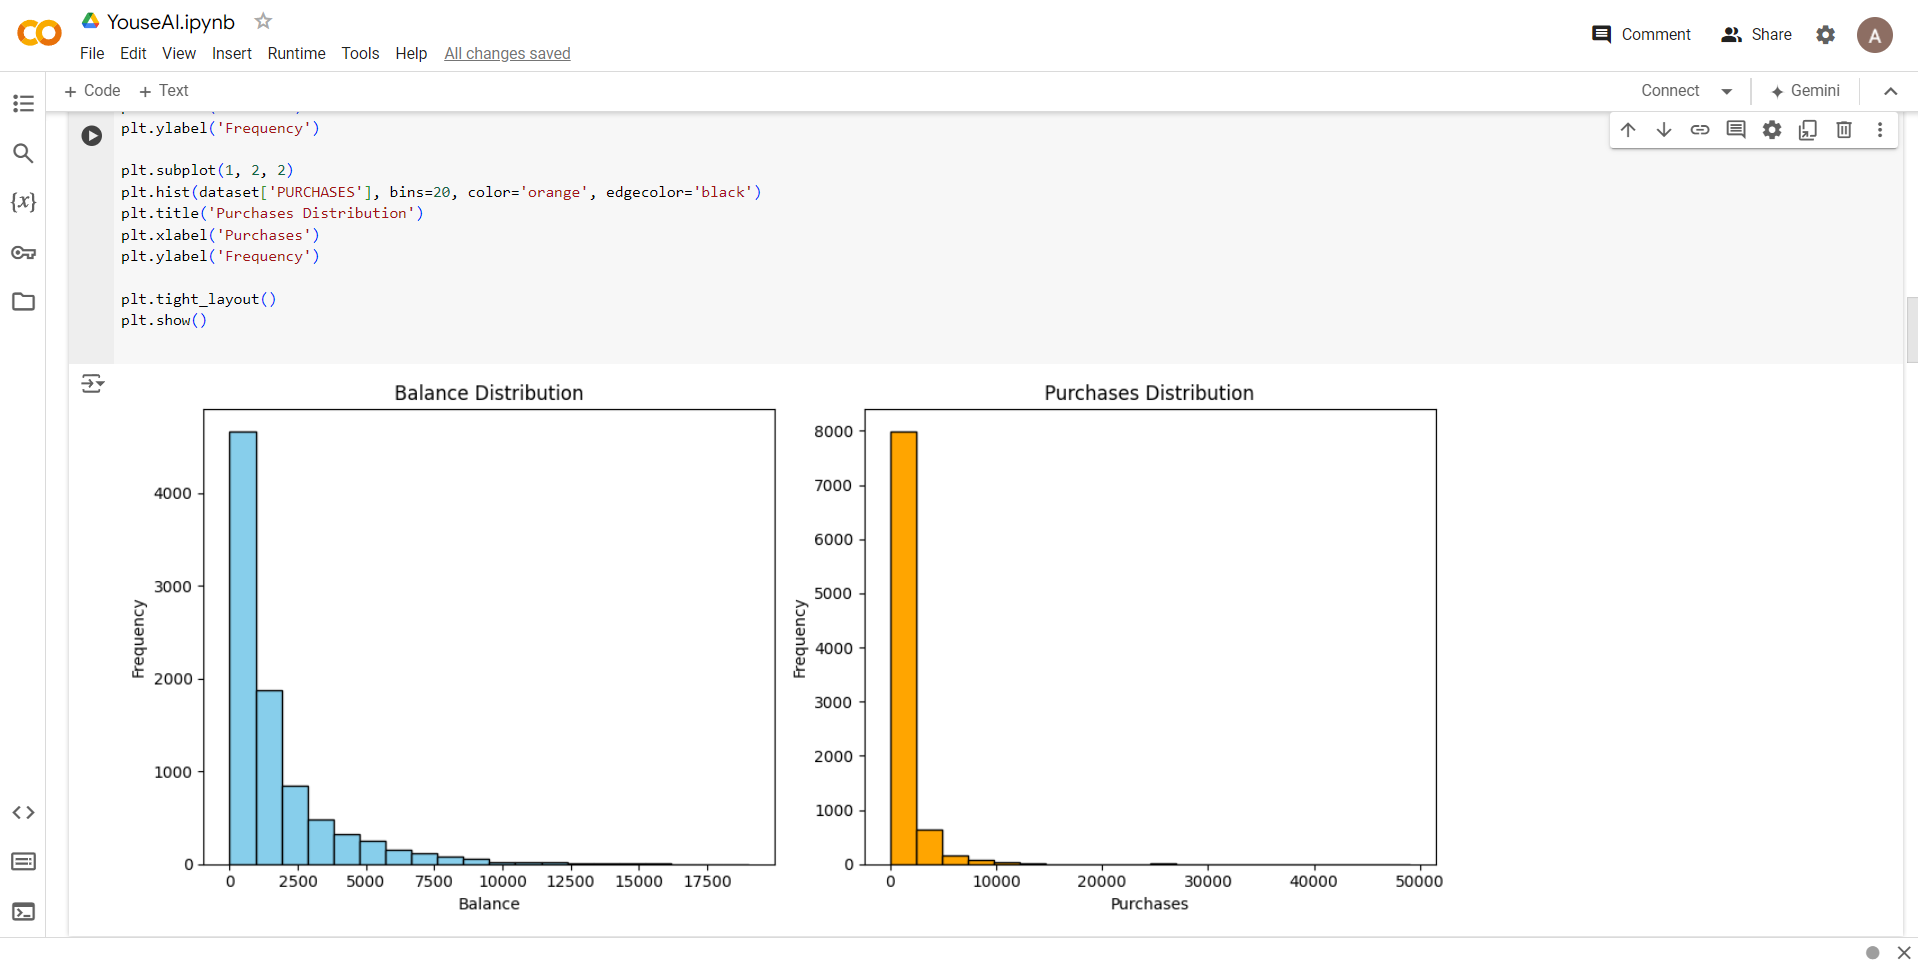 YouseAI.ipynb
File Edit View Insert Runtime Tools Help All changes saved
Comment Share A
+ Code + Text
Connect Gemini
plt.ylabel('Frequency')
plt.subplot(1, 2, 2)
plt.hist(dataset['PURCHASES'], bins=20, color='orange', edgecolor='black')
plt.title('Purchases Distribution')
plt.xlabel('Purchases')
plt.ylabel('Frequency')
plt.tight_layout()
plt.show()
{x}
Balance Distribution
4000
3000
2000
1000
0
Frequency
0 2500 5000 7500 10000 12500 15000 17500
Balance
Purchases Distribution
8000
7000
6000
5000
4000
3000
2000
1000
0
Frequency
0 10000 20000 30000 40000 50000
Purchases